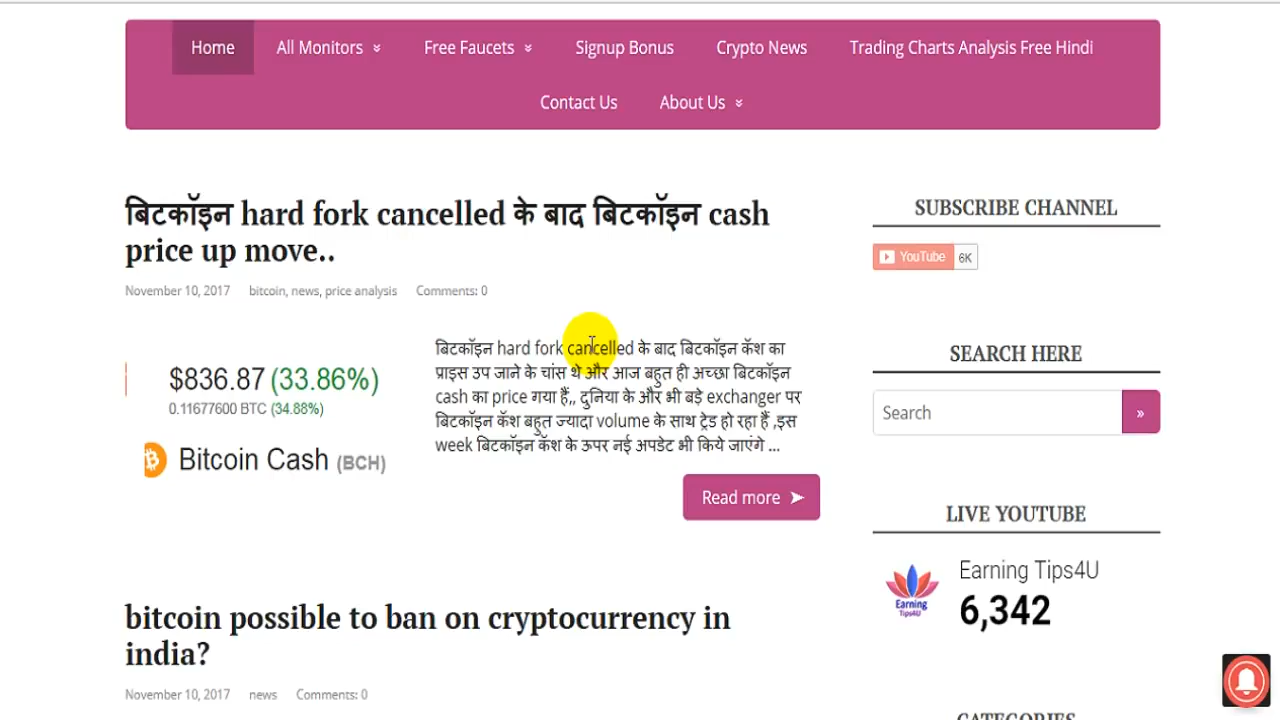 Home
All Monitors
Free Faucets
Signup Bonus
Crypto News
Trading Charts Analysis Free Hindi
Contact Us
About Us
बिटकॉइन hard fork cancelled के बाद बिटकॉइन cash
price up move..
November 10, 2017 bitcoin, news, price analysis Comments: 0
$836.87 (33.86%)
0.11677600 BTC (34.88%)
Bitcoin Cash (BCH)
बिटकॉइन hard fork cancelled के बाद बिटकॉइन कॅश का
प्राइस उप जाने के चांस थे और आज बहुत ही अच्छा बिटकॉइन
cash का price गया हैं,, दुनिया के और भी बड़े exchanger पर
बिटकॉइन कॅश बहुत ज्यादा volume के साथ ट्रेड हो रहा हैं ,इस
week बिटकॉइन कॅश के ऊपर नई अपडेट भी किये जाएंगे ...
Read more
bitcoin possible to ban on cryptocurrency in
india?
November 10, 2017 news Comments: 0
SUBSCRIBE CHANNEL
YouTube 6K
SEARCH HERE
Search »
LIVE YOUTUBE
Earning Tips4U
6,342
Earning
Tips4U
CATEGORIES